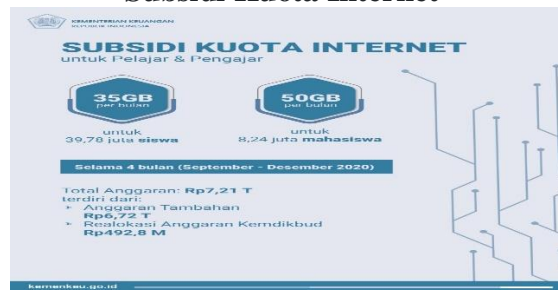 Subsidi Kuota Internet
KEMENTERIAN KEUANGAN
REPUBLIK INDONESIA
SUBSIDI KUOTA INTERNET
untuk Pelajar & Pengajar
35GB
per bulan
untuk
39,78 juta siswa
50GB
per bulan
untuk
8,24 juta mahasiswa
Selama 4 bulan (September - Desember 2020)
Total Anggaran: Rp7,21 T
terdiri dari:
▸ Anggaran Tambahan
Rp6,72 T
▸ Realokasi Anggaran Kemdikbud
Rp492,8 M
kemenkeu.go.id